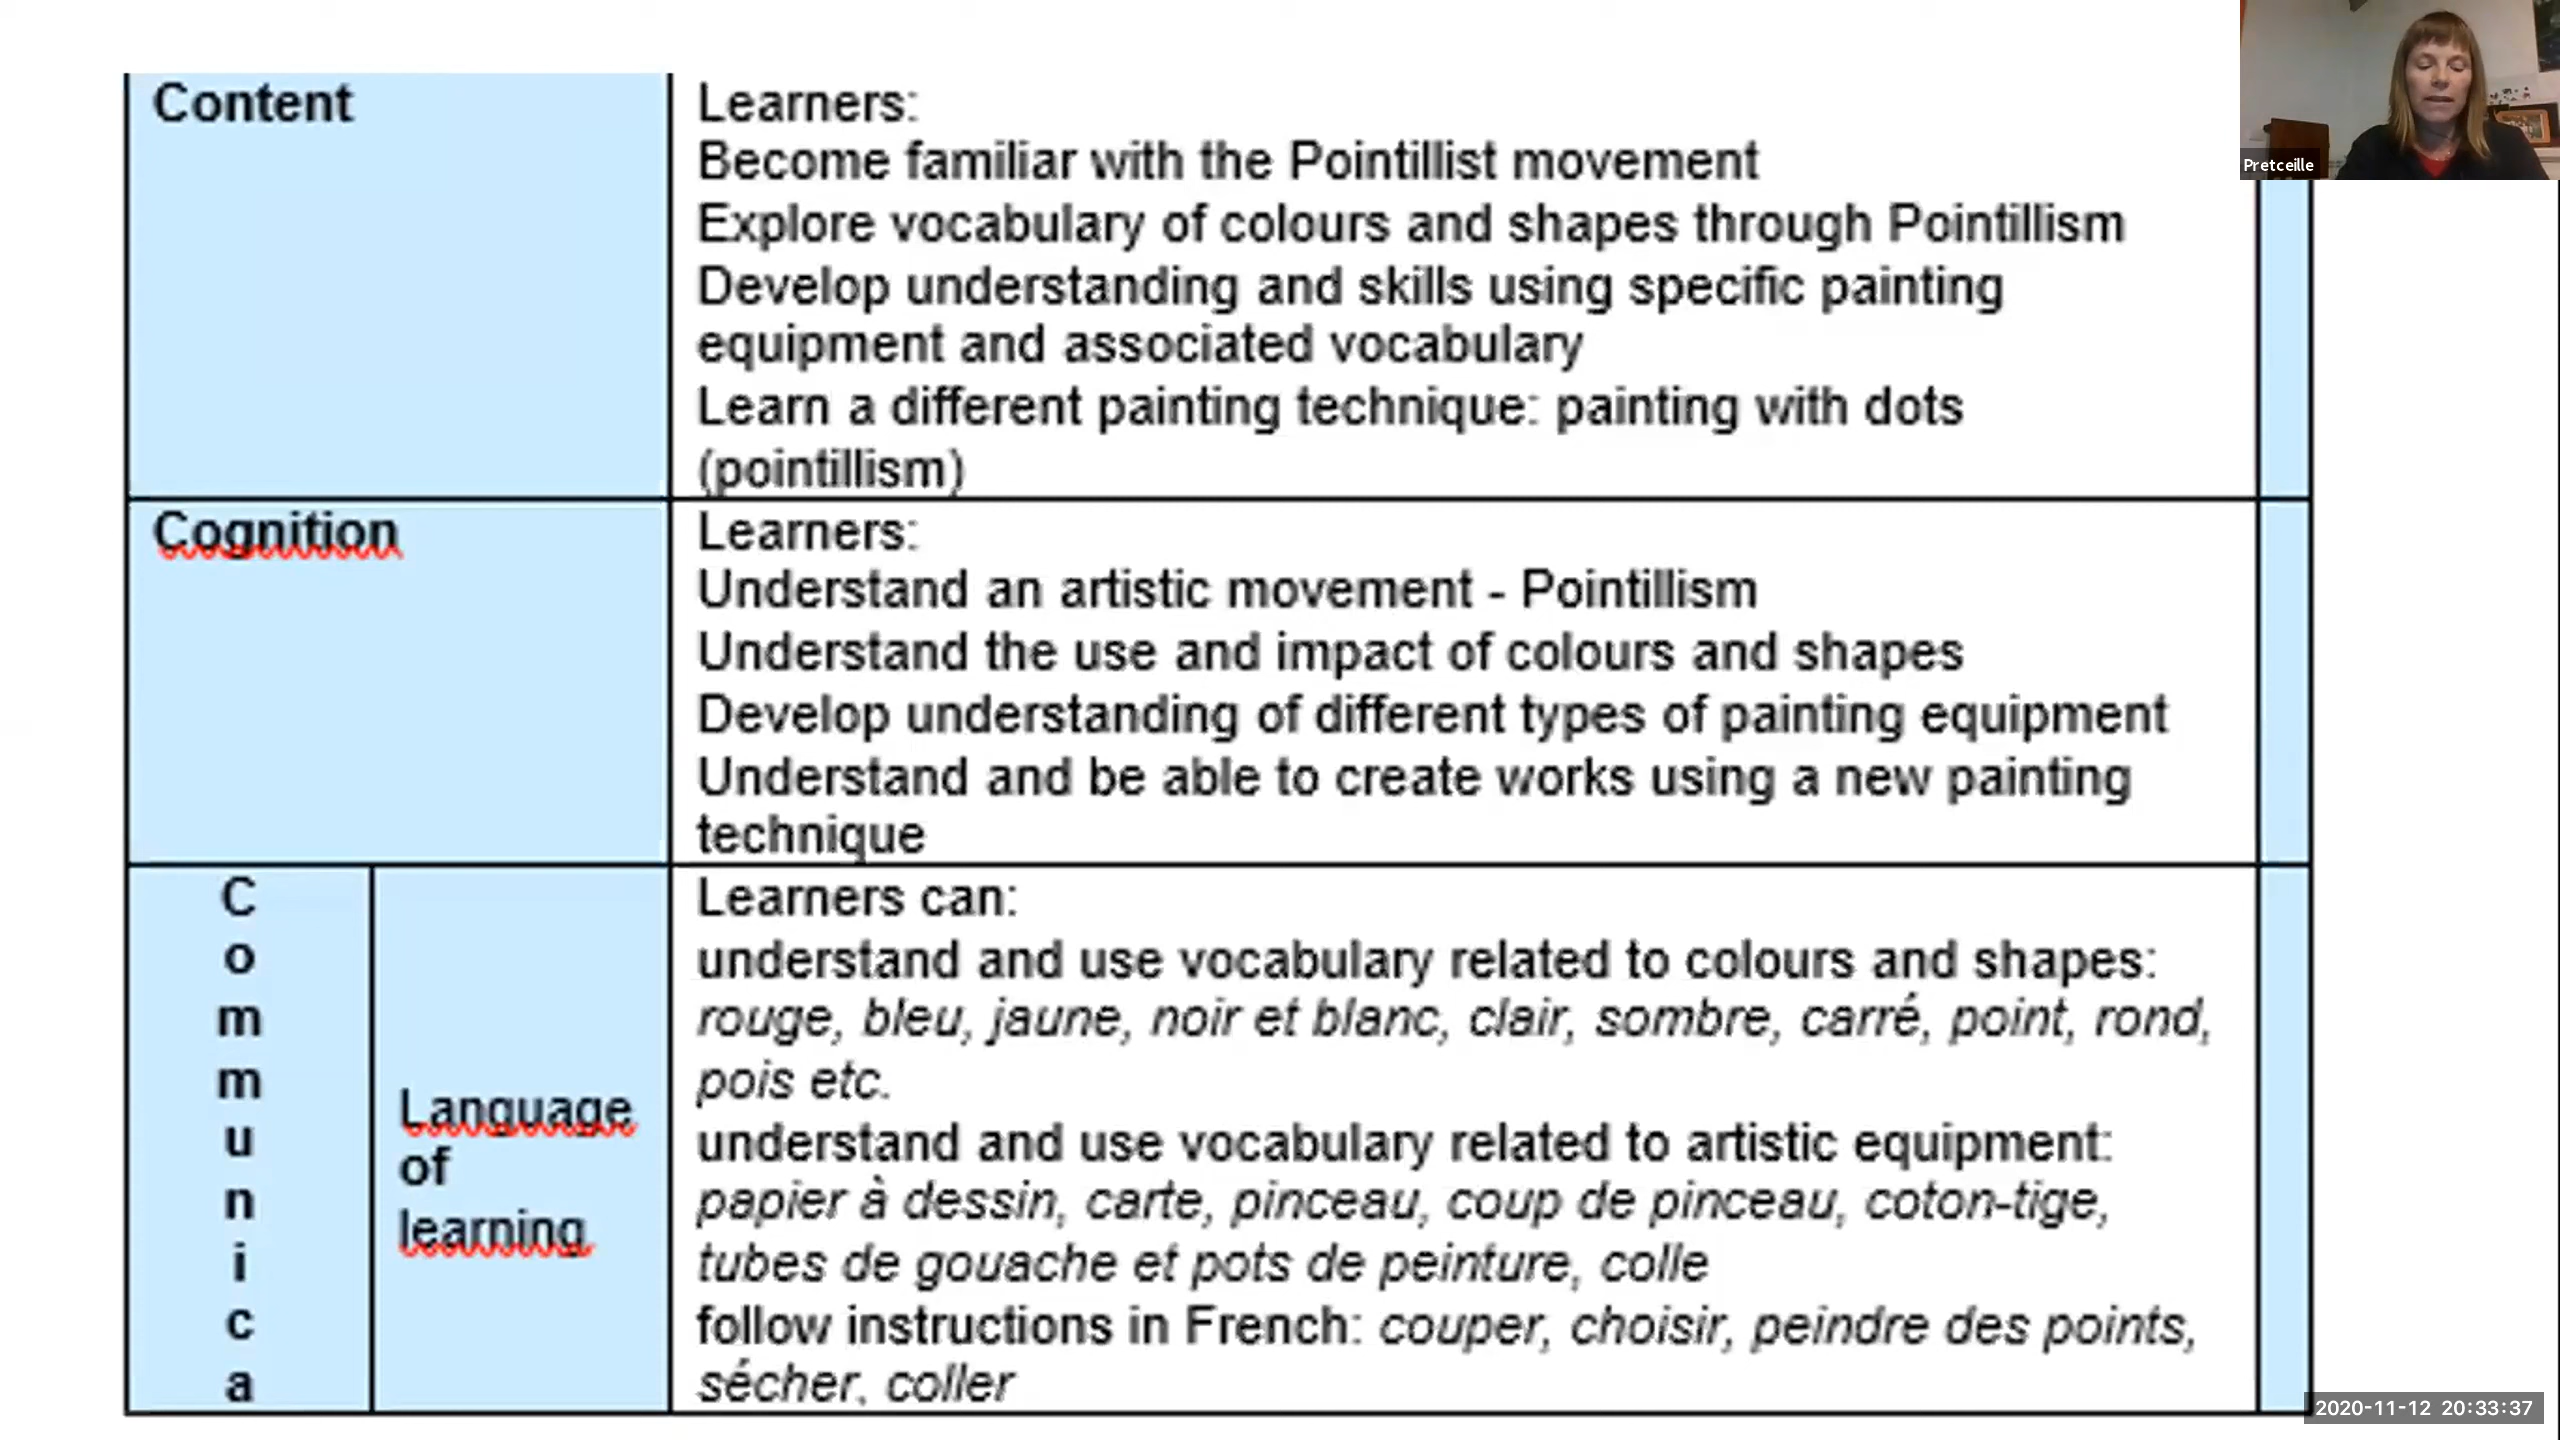 Content
Learners:
Become familiar with the Pointillist movement
Explore vocabulary of colours and shapes through Pointillism
Develop understanding and skills using specific painting
equipment and associated vocabulary
Learn a different painting technique: painting with dots
(pointillism)
Cognition
Learners:
Understand an artistic movement - Pointillism
Understand the use and impact of colours and shapes
Develop understanding of different types of painting equipment
Understand and be able to create works using a new painting
technique
C
o
m
m
u
n
i
c
a
Language
of
learning
Learners can:
understand and use vocabulary related to colours and shapes:
rouge, bleu, jaune, noir et blanc, clair, sombre, carré, point, rond,
pois etc.
understand and use vocabulary related to artistic equipment:
papier à dessin, carte, pinceau, coup de pinceau, coton-tige,
tubes de gouache et pots de peinture, colle
follow instructions in French: couper, choisir, peindre des points,
sécher, coller
Pretceille
2020-11-12 20:33:37